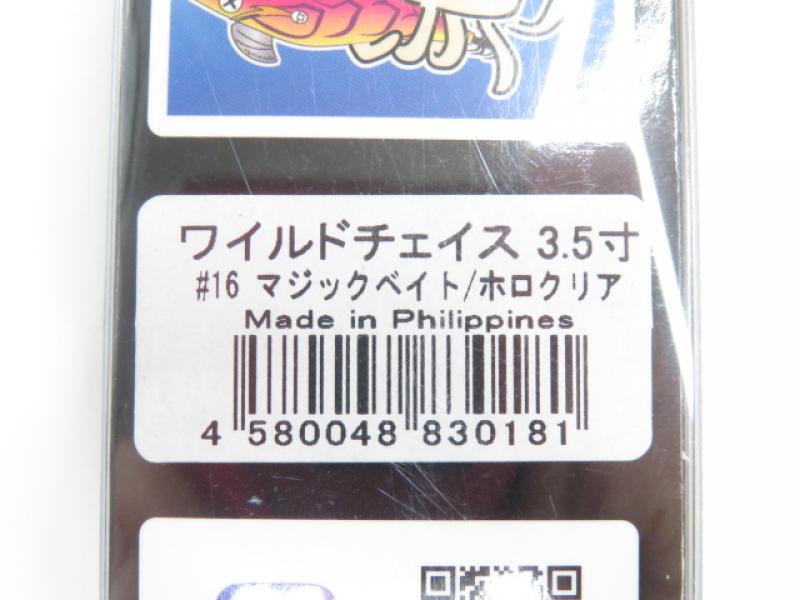 ワイルドチェイス 3.5寸
#16 マジックベイト/ホロクリア
Made in Philippines
4 580048 830181